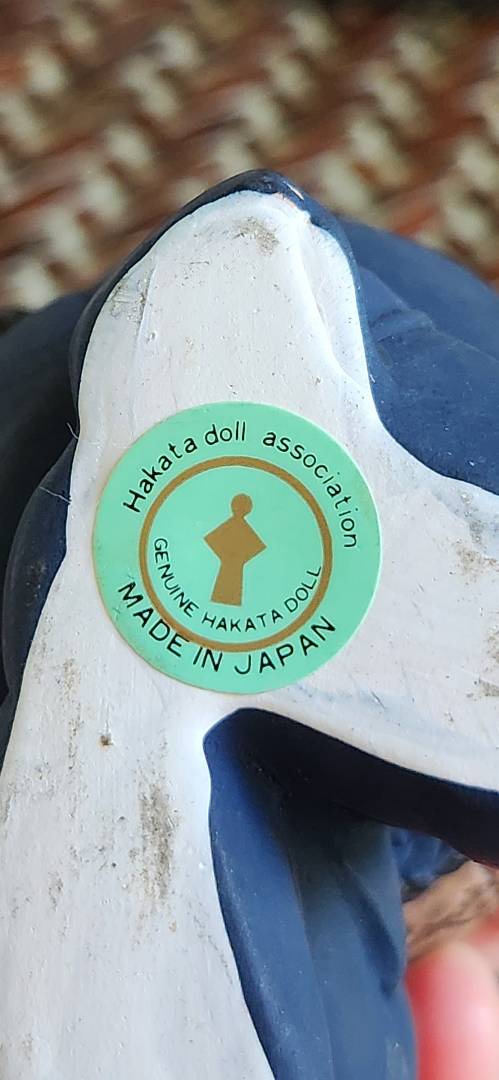 Hakata doll association
GENUINE HAKATA DOLL
MADE IN JAPAN